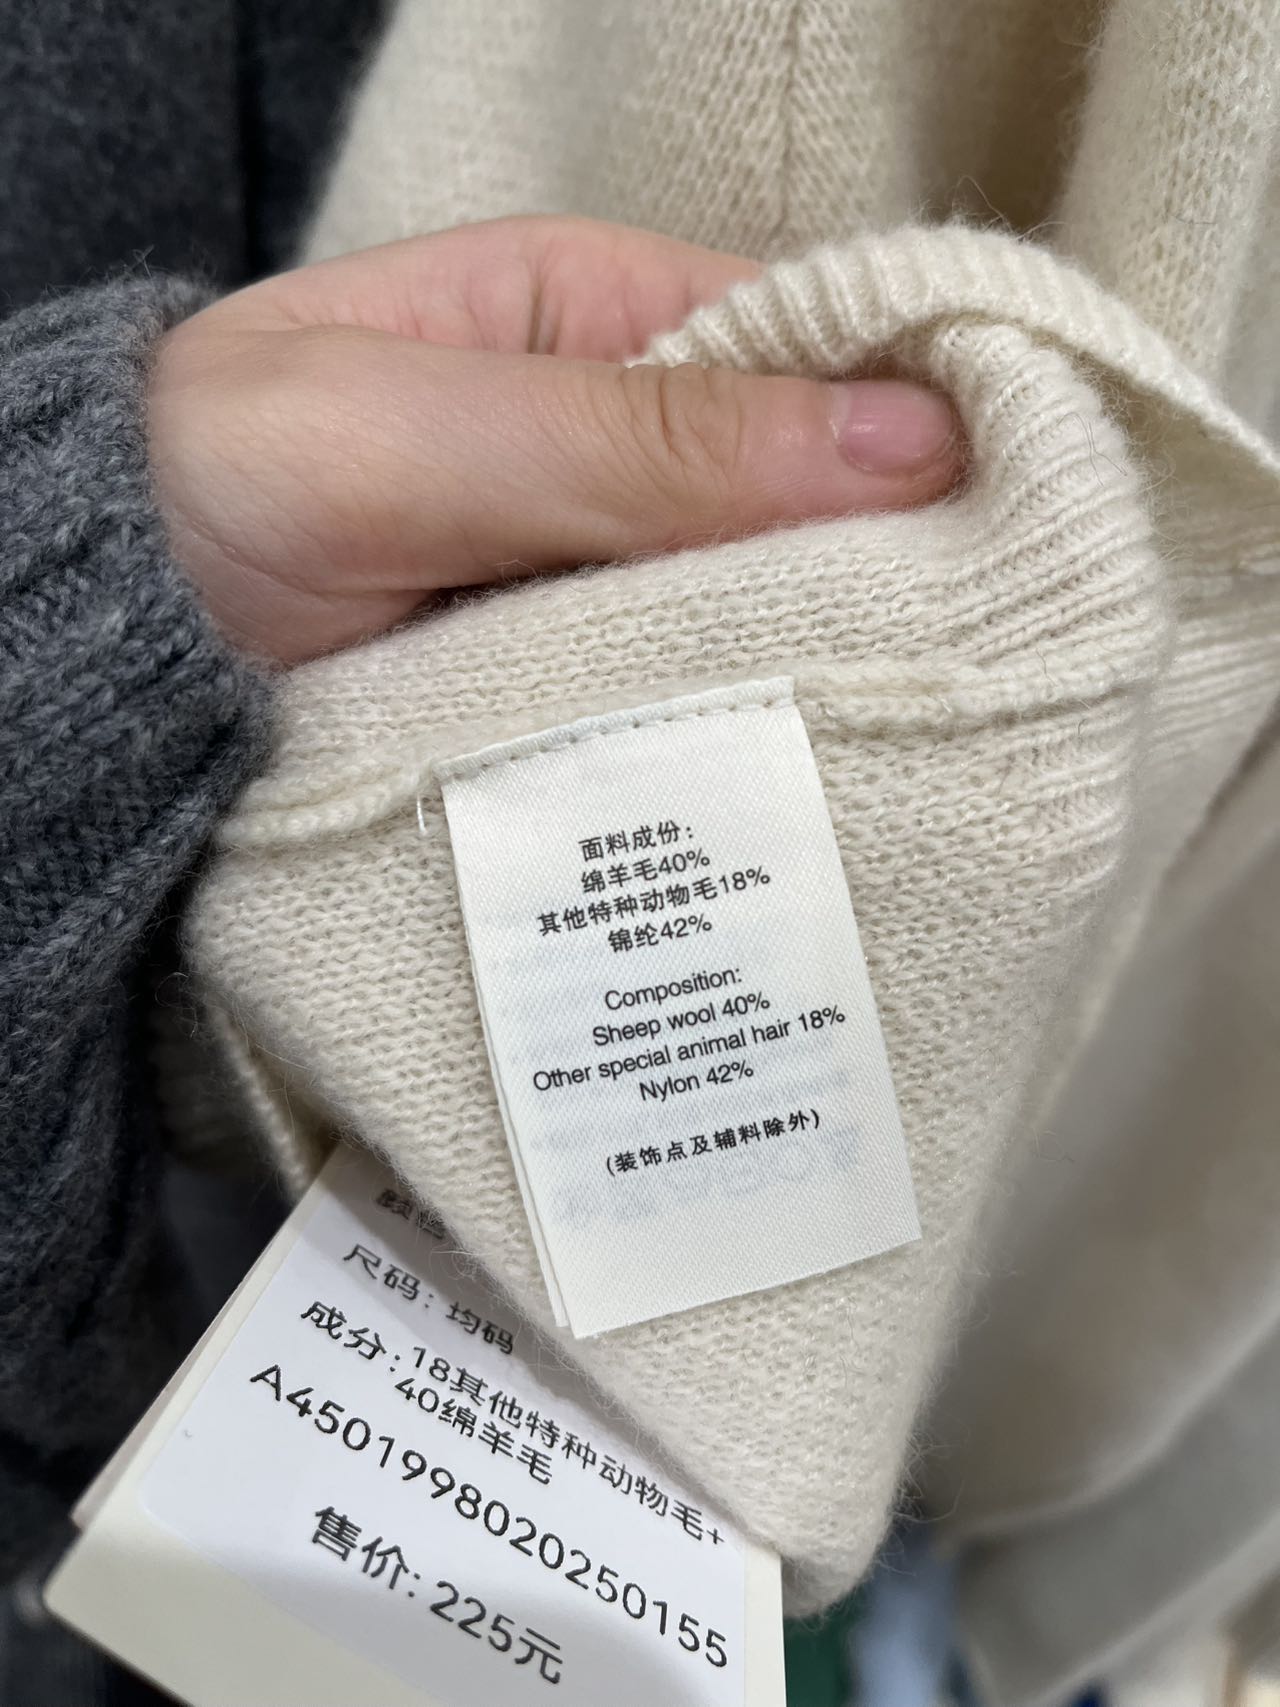 面料成份:
绵羊毛40%
其他特种动物毛18%
锦纶42%
Composition:
Sheep wool 40%
Other special animal hair 18%
Nylon 42%
(装饰点及辅料除外)
颜色
尺码: 均码
成分: 18其他特种动物毛+
40绵羊毛
A4501998020250155
售价: 225元